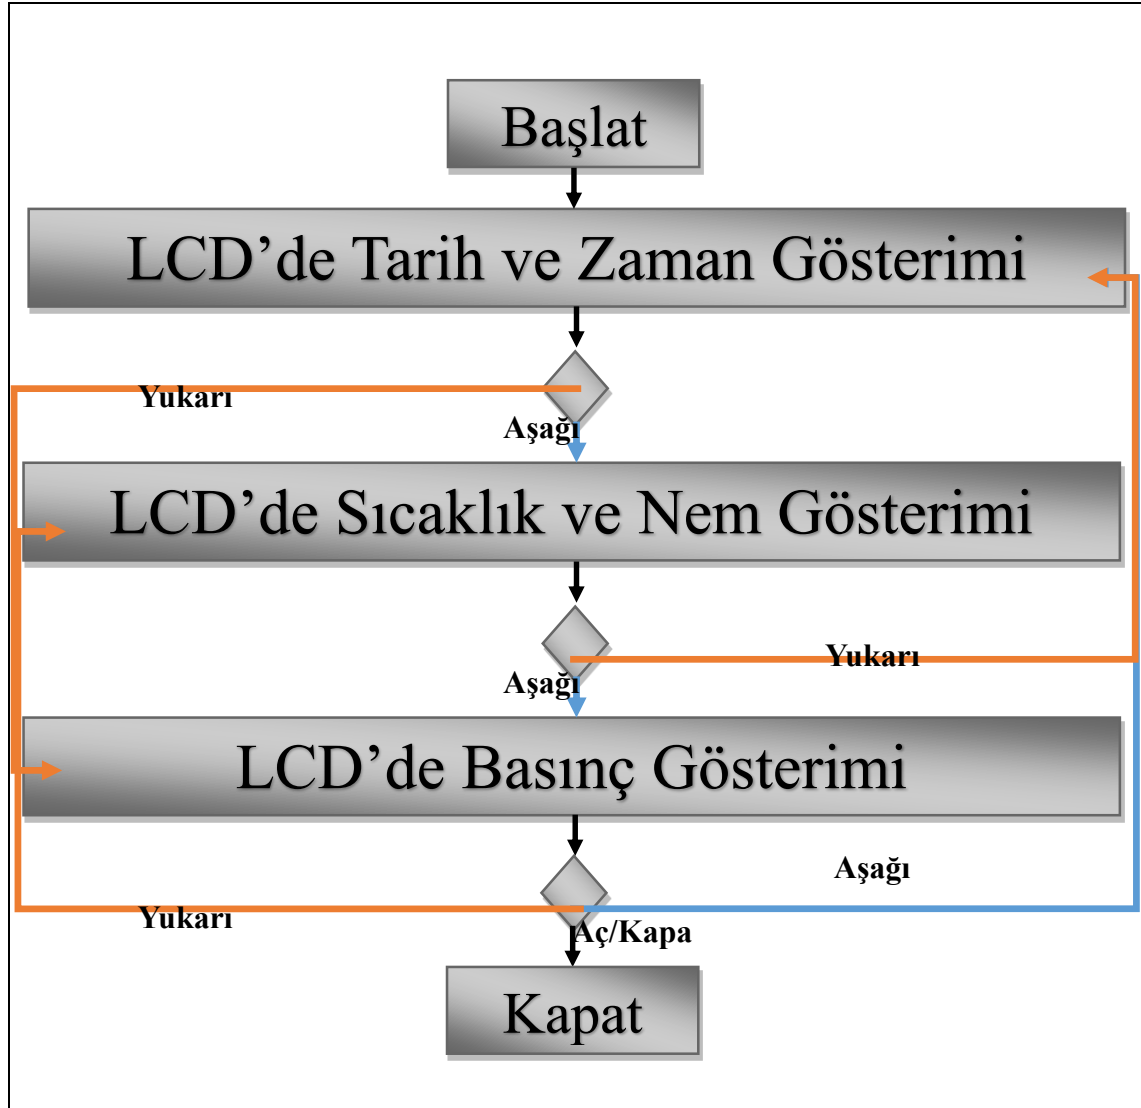 Başlat
LCD’de Tarih ve Zaman Gösterimi
Yukarı
Aşağı
LCD’de Sıcaklık ve Nem Gösterimi
Yukarı
Aşağı
LCD’de Basınç Gösterimi
Aşağı
Yukarı
Aç/Kapa
Kapat